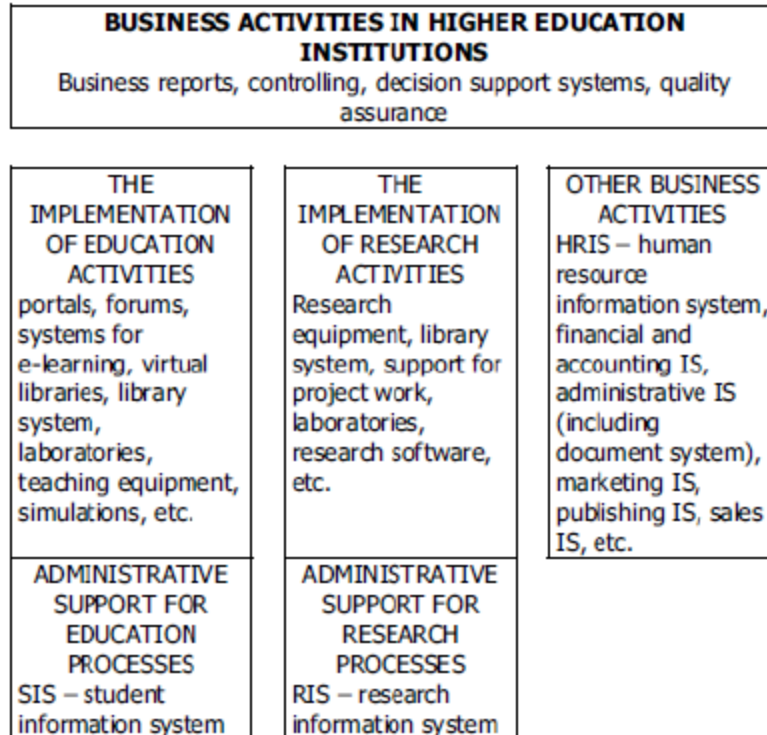 BUSINESS ACTIVITIES IN HIGHER EDUCATION
INSTITUTIONS
Business reports, controlling, decision support systems, quality
assurance
THE
IMPLEMENTATION
OF EDUCATION
ACTIVITIES
portals, forums,
systems for
e-learning, virtual
libraries, library
system,
laboratories,
teaching equipment,
simulations, etc.
ADMINISTRATIVE
SUPPORT FOR
EDUCATION
PROCESSES
SIS – student
information system
THE
IMPLEMENTATION
OF RESEARCH
ACTIVITIES
Research
equipment, library
system, support for
project work,
laboratories,
research software,
etc.
ADMINISTRATIVE
SUPPORT FOR
RESEARCH
PROCESSES
RIS – research
information system
OTHER BUSINESS
ACTIVITIES
HRIS – human
resource
information system,
financial and
accounting IS,
administrative IS
(including
document system),
marketing IS,
publishing IS, sales
IS, etc.